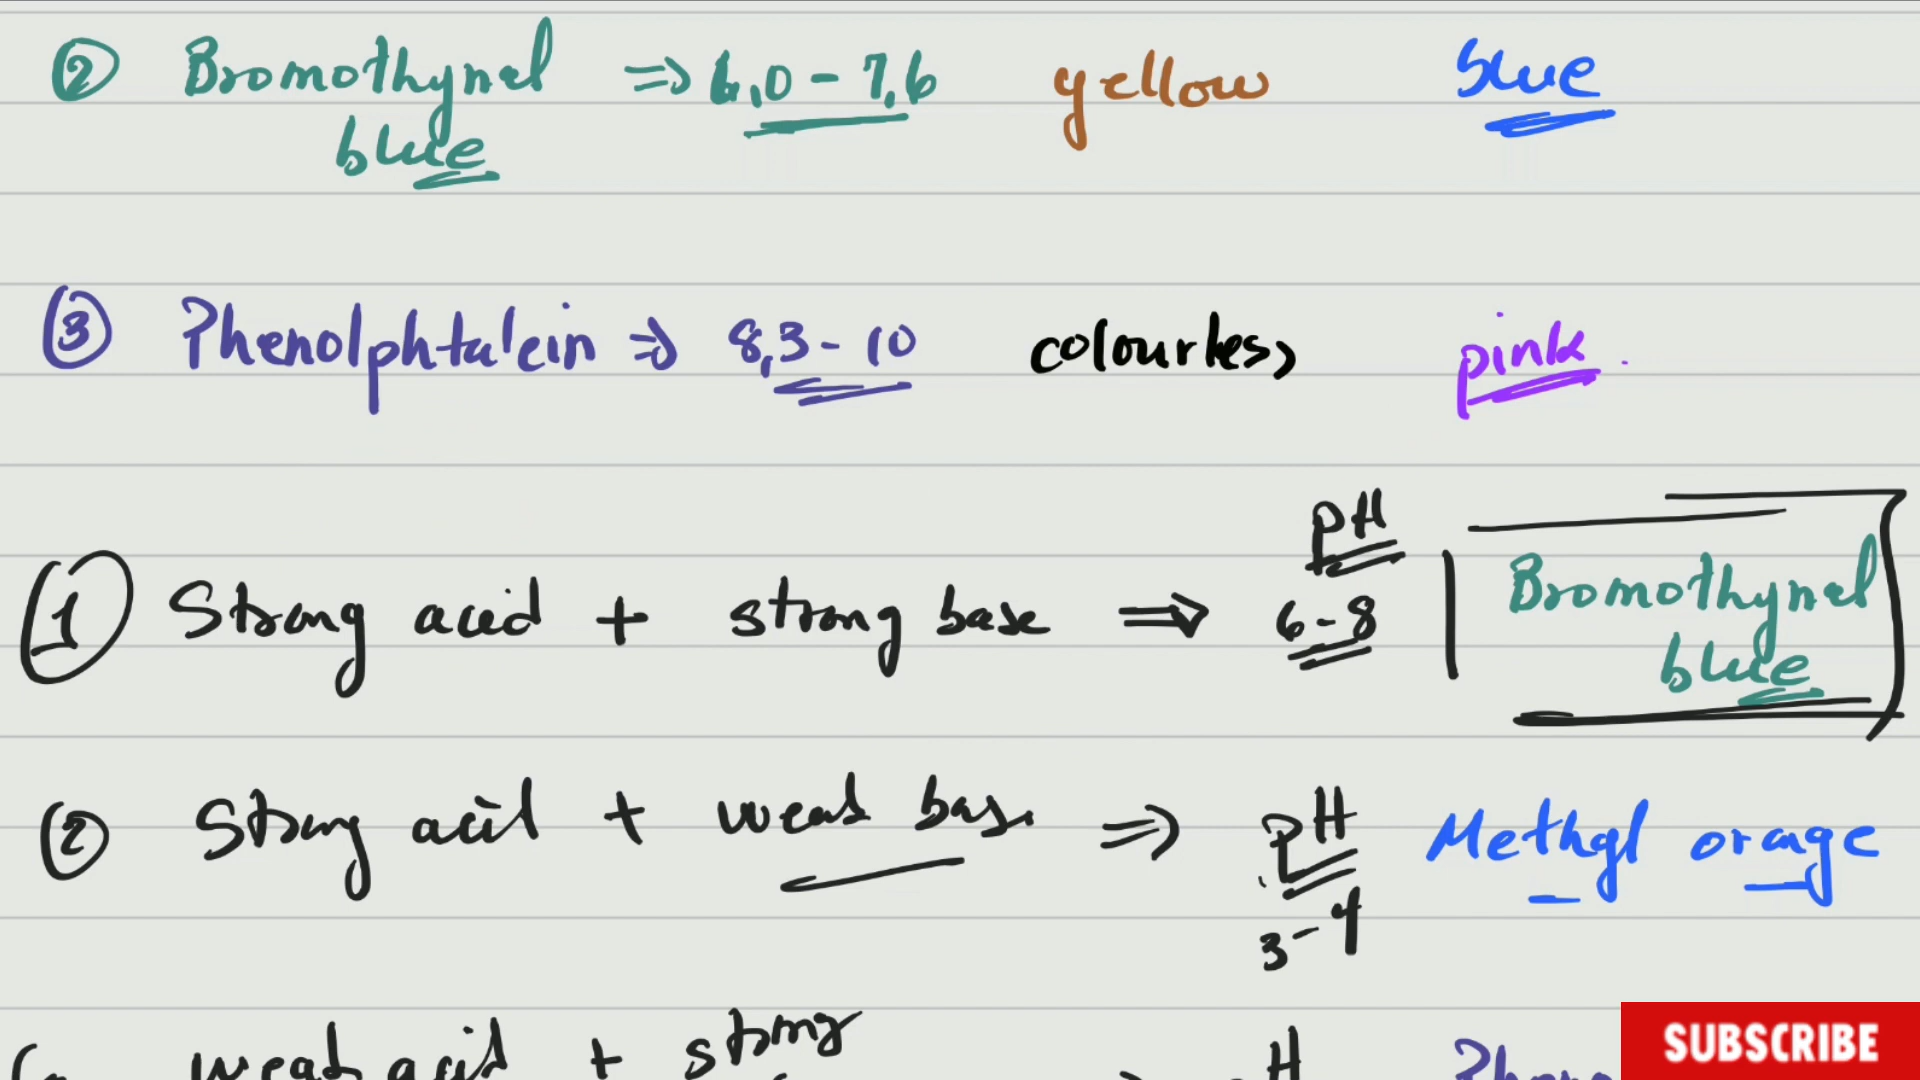 ② Bromothymol ⇒ 6,0 - 7,6 yellow blue
blue
③ Phenolphtalein ⇒ 8,3 - 10 colourless pink.
pH
① Strong acid + strong base ⇒ 6-8 | Bromothymol
blue
② Strong acid + weak base ⇒ pH Methyl orange
3-4
weak acid + strong
SUBSCRIBE